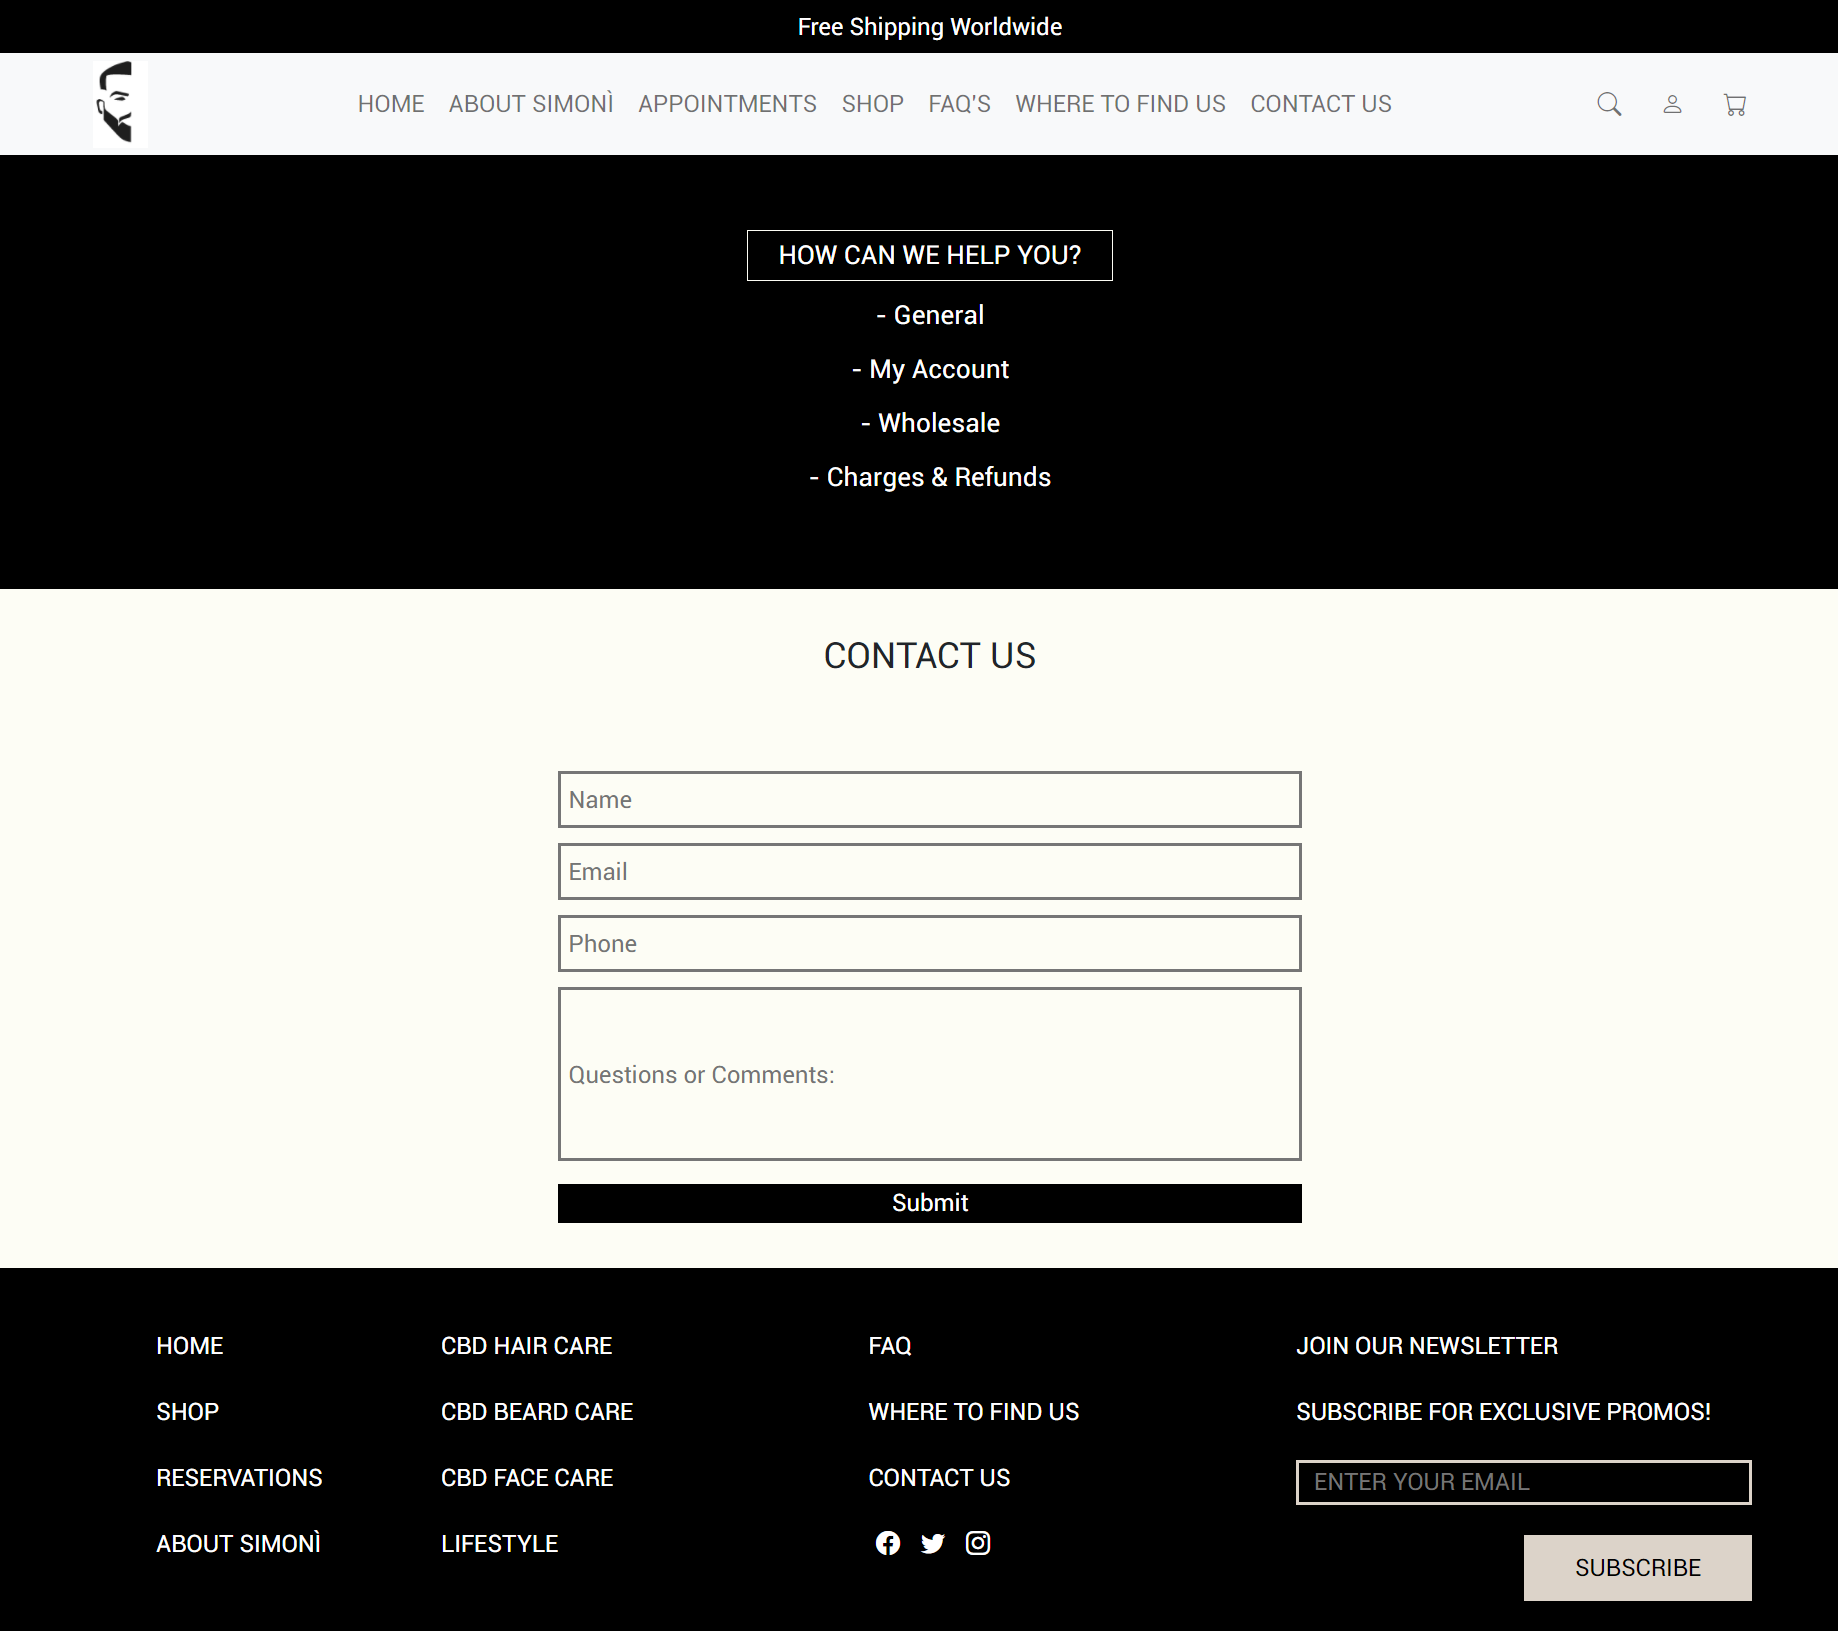 Free Shipping Worldwide
HOME ABOUT SIMONÌ APPOINTMENTS SHOP FAQ'S WHERE TO FIND US CONTACT US
HOW CAN WE HELP YOU?
- General
- My Account
- Wholesale
- Charges & Refunds
CONTACT US
Name
Email
Phone
Questions or Comments:
Submit
HOME
SHOP
RESERVATIONS
ABOUT SIMONÌ
CBD HAIR CARE
CBD BEARD CARE
CBD FACE CARE
LIFESTYLE
FAQ
WHERE TO FIND US
CONTACT US
JOIN OUR NEWSLETTER
SUBSCRIBE FOR EXCLUSIVE PROMOS!
ENTER YOUR EMAIL
SUBSCRIBE